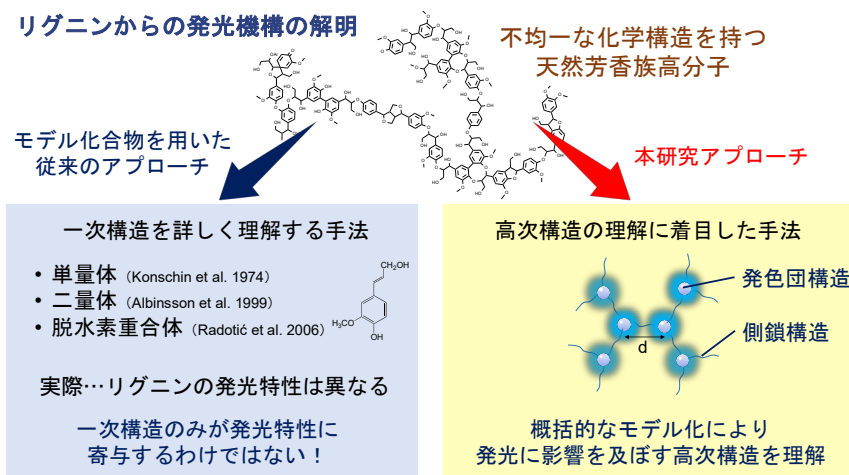 リグニンからの発光機構の解明
不均一な化学構造を持つ
天然芳香族高分子
モデル化合物を用いた
従来のアプローチ
本研究アプローチ
一次構造を詳しく理解する手法
• 単量体（Konschin et al. 1974）
• 二量体（Albinsson et al. 1999）
• 脱水素重合体（Radotić et al. 2006）
CH₂OH
H₃CO
OH
実際…リグニンの発光特性は異なる
一次構造のみが発光特性に
寄与するわけではない！
高次構造の理解に着目した手法
発色団構造
側鎖構造
d
概括的なモデル化により
発光に影響を及ぼす高次構造を理解